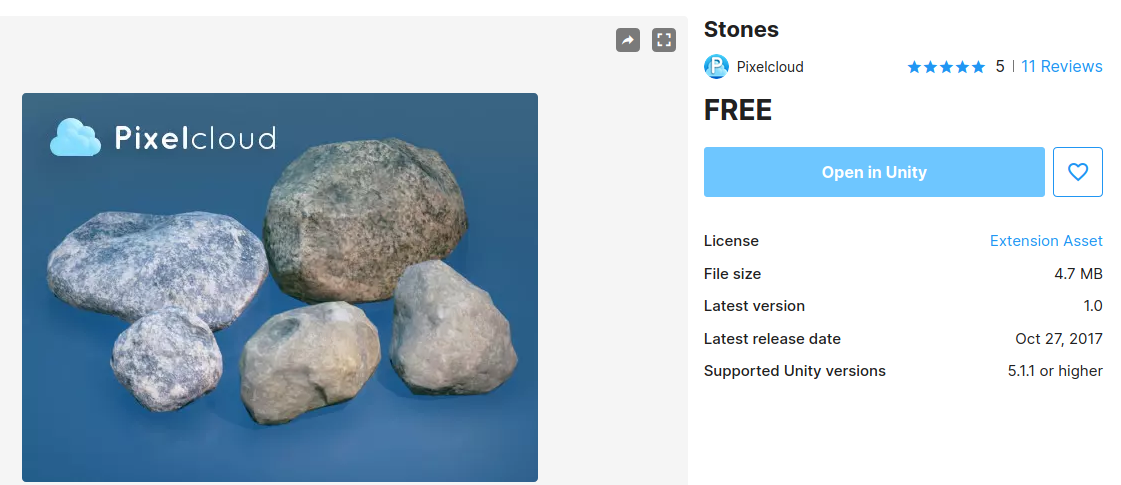 Pixelcloud
Stones
Pixelcloud 5 | 11 Reviews
FREE
Open in Unity
License Extension Asset
File size 4.7 MB
Latest version 1.0
Latest release date Oct 27, 2017
Supported Unity versions 5.1.1 or higher